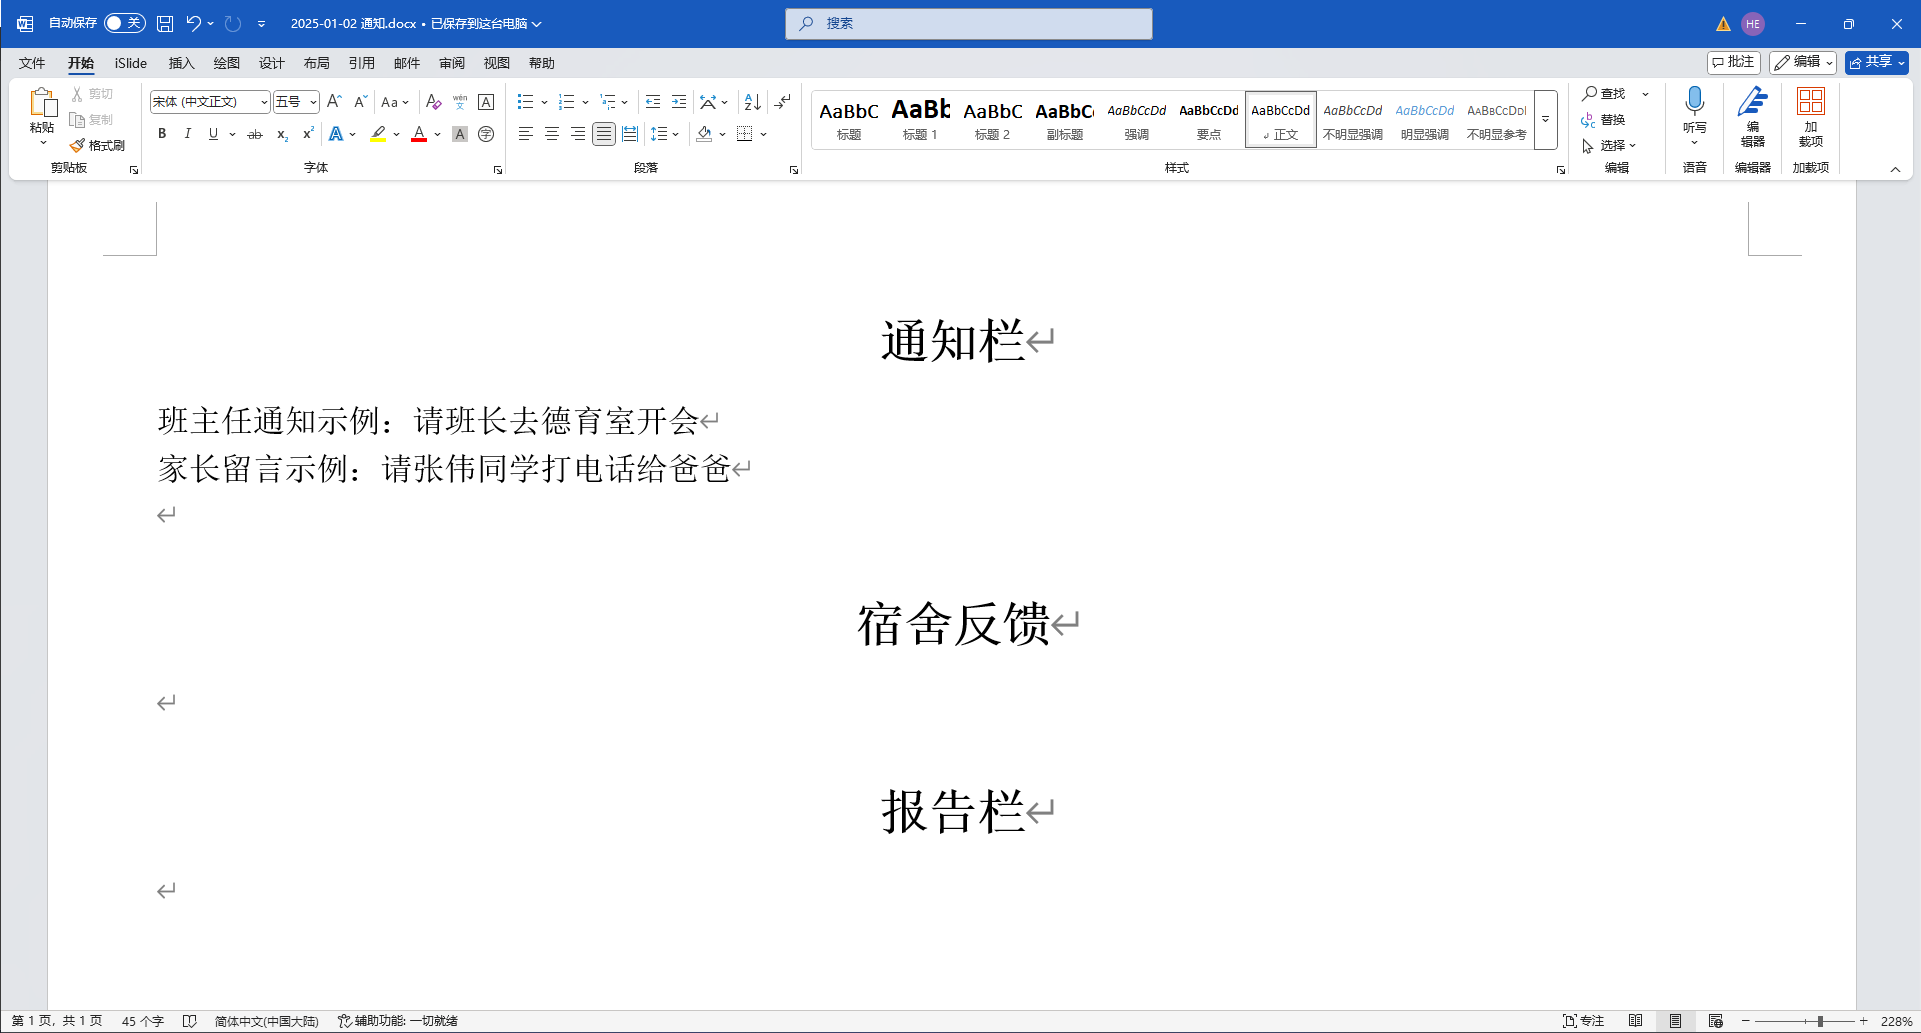 自动保存 关 2025-01-02 通知.docx • 已保存到这台电脑 搜索 HE
文件 开始 iSlide 插入 绘图 设计 布局 引用 邮件 审阅 视图 帮助 批注 编辑 共享
粘贴 剪切 复制 格式刷 剪贴板
宋体 (中文正文) 五号 Aa wén 文 A
B I U ab x₂ x² A A A 字 字体
段落
AaBbC 标题 AaBb 标题 1 AaBbC 标题 2 AaBbC 副标题 AaBbCcDd 强调 AaBbCcDd 要点 AaBbCcDd 正文 AaBbCcDd 不明显强调 AaBbCcDd 明显强调 AaBbCcDd 不明显参考
样式
查找 替换 选择 编辑
听写 语音
编辑器 编辑器
加载项 加载项
通知栏
班主任通知示例：请班长去德育室开会
家长留言示例：请张伟同学打电话给爸爸
宿舍反馈
报告栏
第 1 页，共 1 页 45 个字 简体中文(中国大陆) 辅助功能: 一切就绪 专注 228%